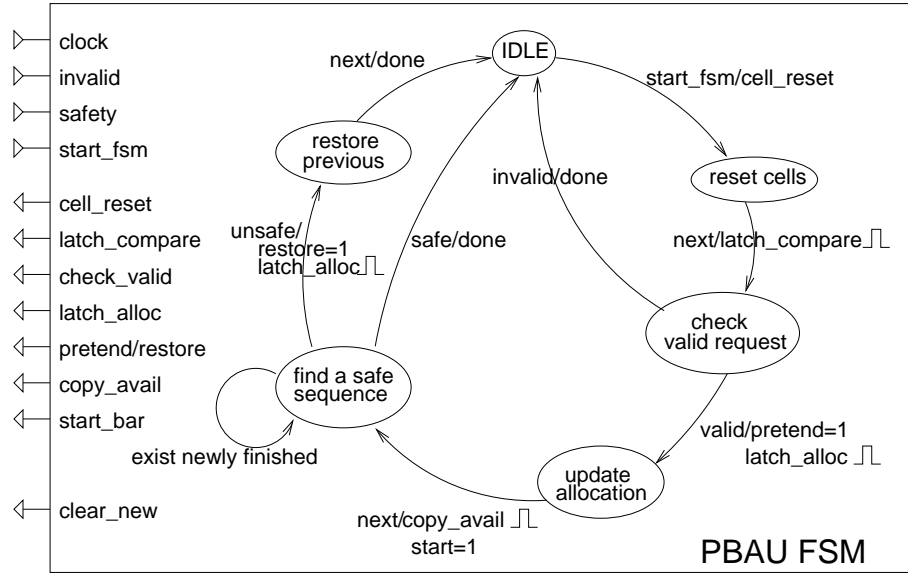 clock
invalid
safety
start_fsm
cell_reset
latch_compare
check_valid
latch_alloc
pretend/restore
copy_avail
start_bar
clear_new
IDLE
next/done
start_fsm/cell_reset
restore
previous
reset cells
invalid/done
unsafe/
restore=1
latch_alloc
safe/done
next/latch_compare
check
valid request
find a safe
sequence
exist newly finished
valid/pretend=1
latch_alloc
update
allocation
next/copy_avail
start=1
PBAU FSM